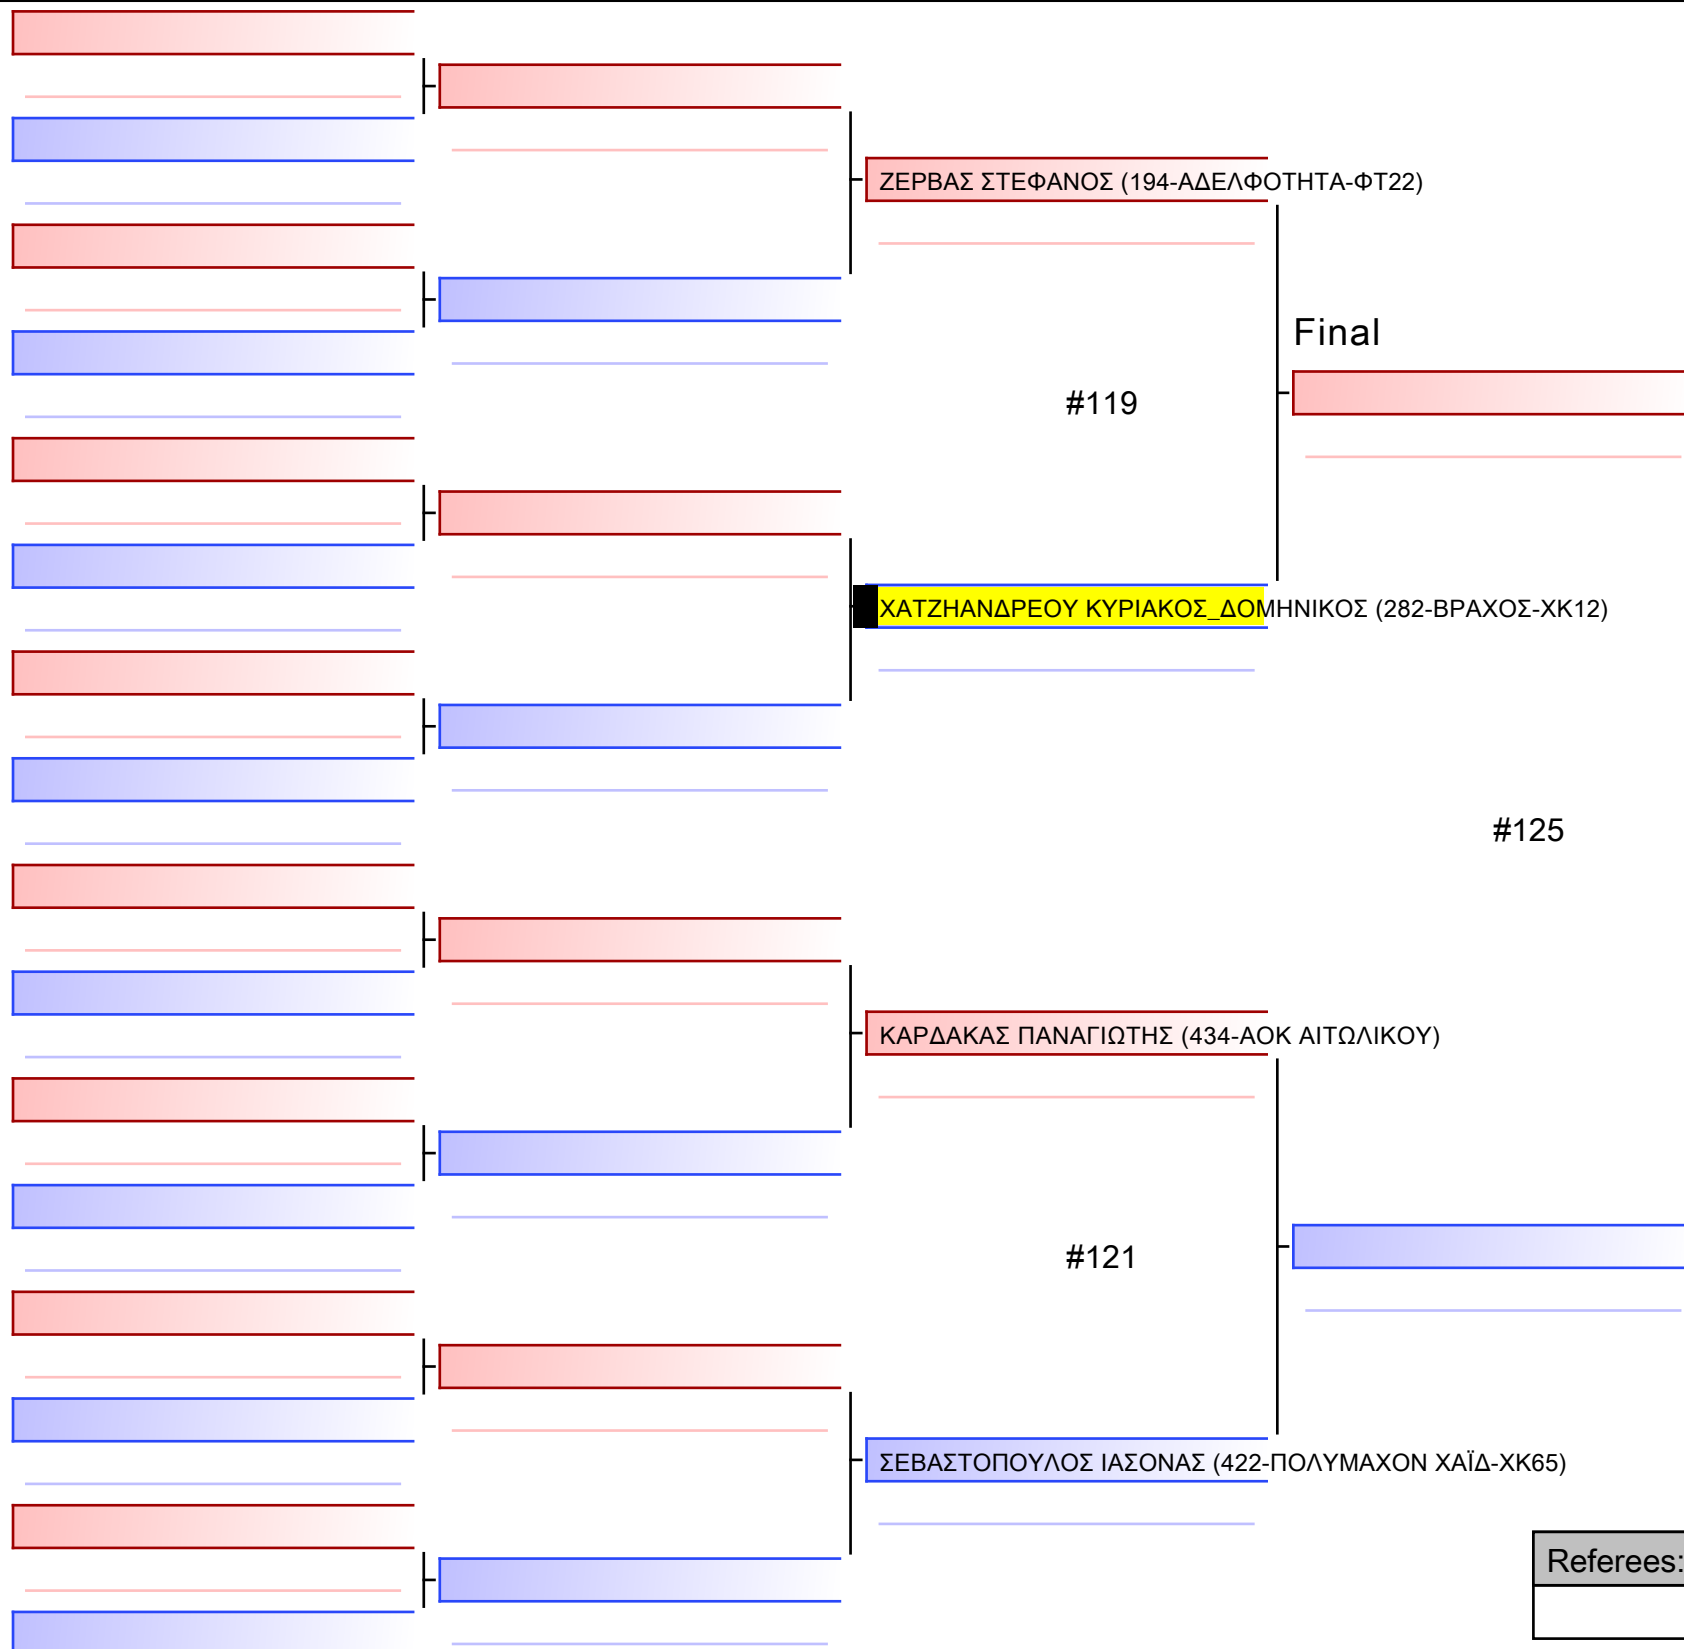 ΖΕΡΒΑΣ ΣΤΕΦΑΝΟΣ (194-ΑΔΕΛΦΟΤΗΤΑ-ΦΤ22)
Final
#119
ΧΑΤΖΗΑΝΔΡΕΟΥ ΚΥΡΙΑΚΟΣ_ΔΟΜΗΝΙΚΟΣ (282-ΒΡΑΧΟΣ-ΧΚ12)
#125
ΚΑΡΔΑΚΑΣ ΠΑΝΑΓΙΩΤΗΣ (434-ΑΟΚ ΑΙΤΩΛΙΚΟΥ)
#121
ΣΕΒΑΣΤΟΠΟΥΛΟΣ ΙΑΣΟΝΑΣ (422-ΠΟΛΥΜΑΧΟΝ ΧΑΪΔ-ΧΚ65)
Referees: